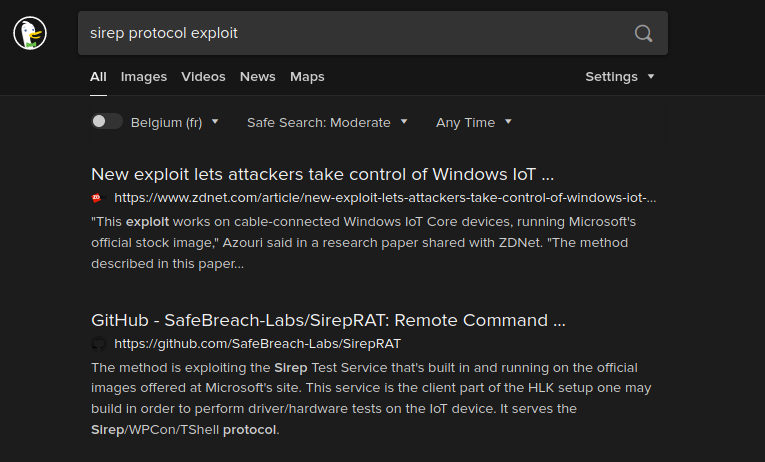 sirep protocol exploit
All Images Videos News Maps Settings
Belgium (fr) Safe Search: Moderate Any Time
New exploit lets attackers take control of Windows IoT ...
https://www.zdnet.com/article/new-exploit-lets-attackers-take-control-of-windows-iot-...
"This exploit works on cable-connected Windows IoT Core devices, running Microsoft's
official stock image," Azouri said in a research paper shared with ZDNet. "The method
described in this paper...
GitHub - SafeBreach-Labs/SirepRAT: Remote Command ...
https://github.com/SafeBreach-Labs/SirepRAT
The method is exploiting the Sirep Test Service that's built in and running on the official
images offered at Microsoft's site. This service is the client part of the HLK setup one may
build in order to perform driver/hardware tests on the IoT device. It serves the
Sirep/WPCon/TShell protocol.